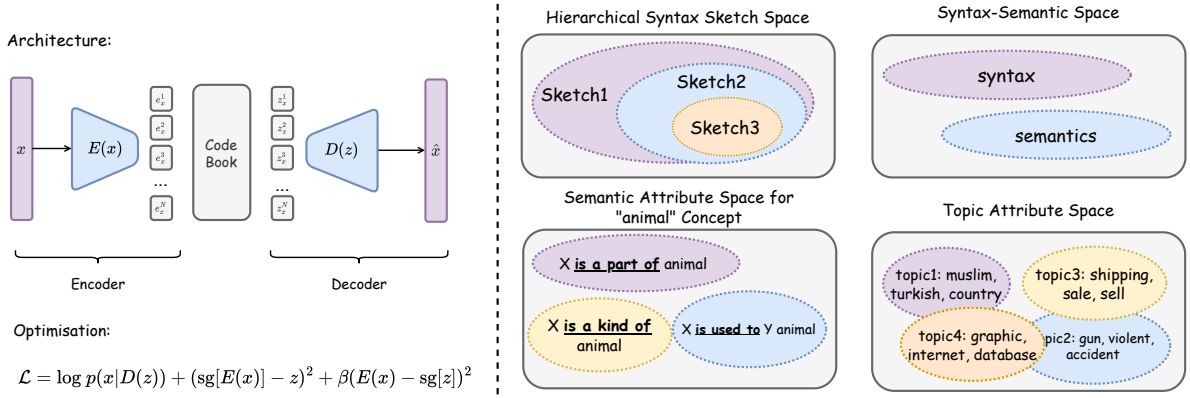 Architecture:
x
E(x)
e_x^1
e_x^2
e_x^3
...
e_x^N
Code
Book
z_x^1
z_x^2
z_x^3
...
z_x^N
D(z)
x̂
Encoder
Decoder
Optimisation:
ℒ = log p(x|D(z)) + (sg[E(x)] − z)² + β(E(x) − sg[z])²
Hierarchical Syntax Sketch Space
Sketch1
Sketch2
Sketch3
Syntax-Semantic Space
syntax
semantics
Semantic Attribute Space for
"animal" Concept
X is a part of animal
X is a kind of
animal
X is used to Y animal
Topic Attribute Space
topic1: muslim,
turkish, country
topic3: shipping,
sale, sell
topic4: graphic,
internet, database
pic2: gun, violent,
accident